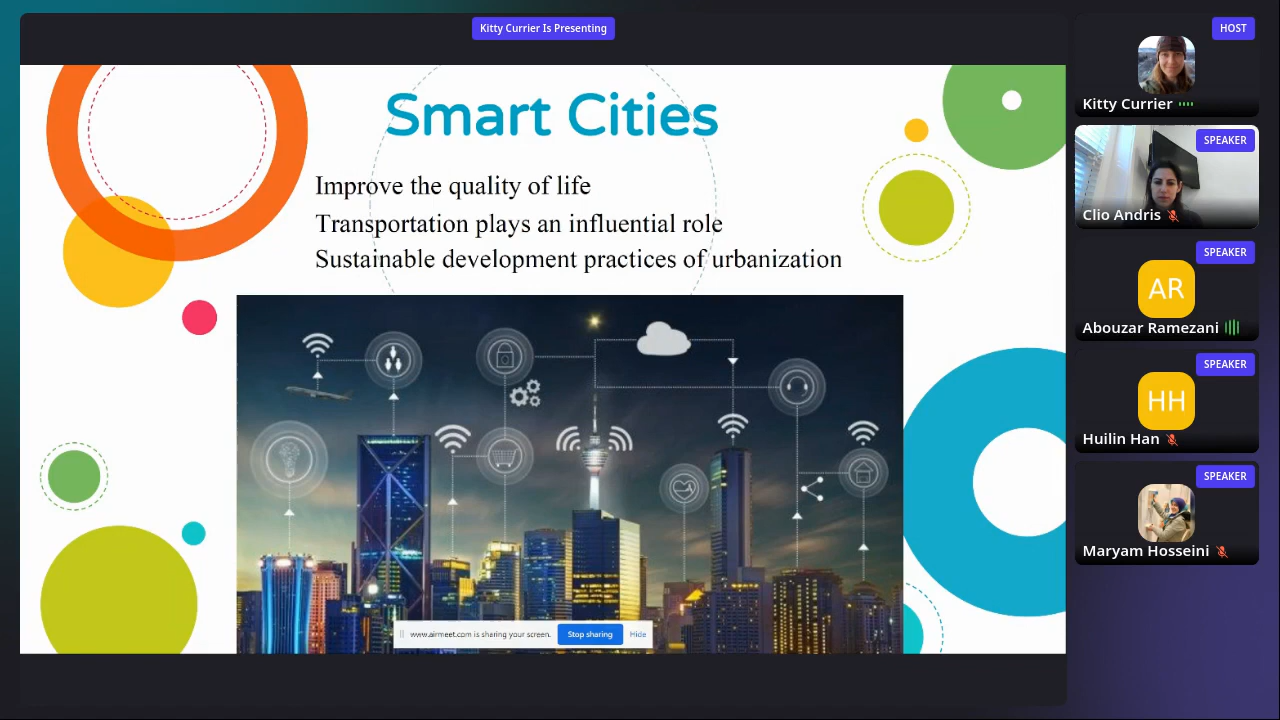 Kitty Currier Is Presenting
Smart Cities
Improve the quality of life
Transportation plays an influential role
Sustainable development practices of urbanization
www.airmeet.com is sharing your screen.
Stop sharing
Hide
HOST
Kitty Currier
SPEAKER
Clio Andris
SPEAKER
AR
Abouzar Ramezani
SPEAKER
HH
Huilin Han
SPEAKER
Maryam Hosseini